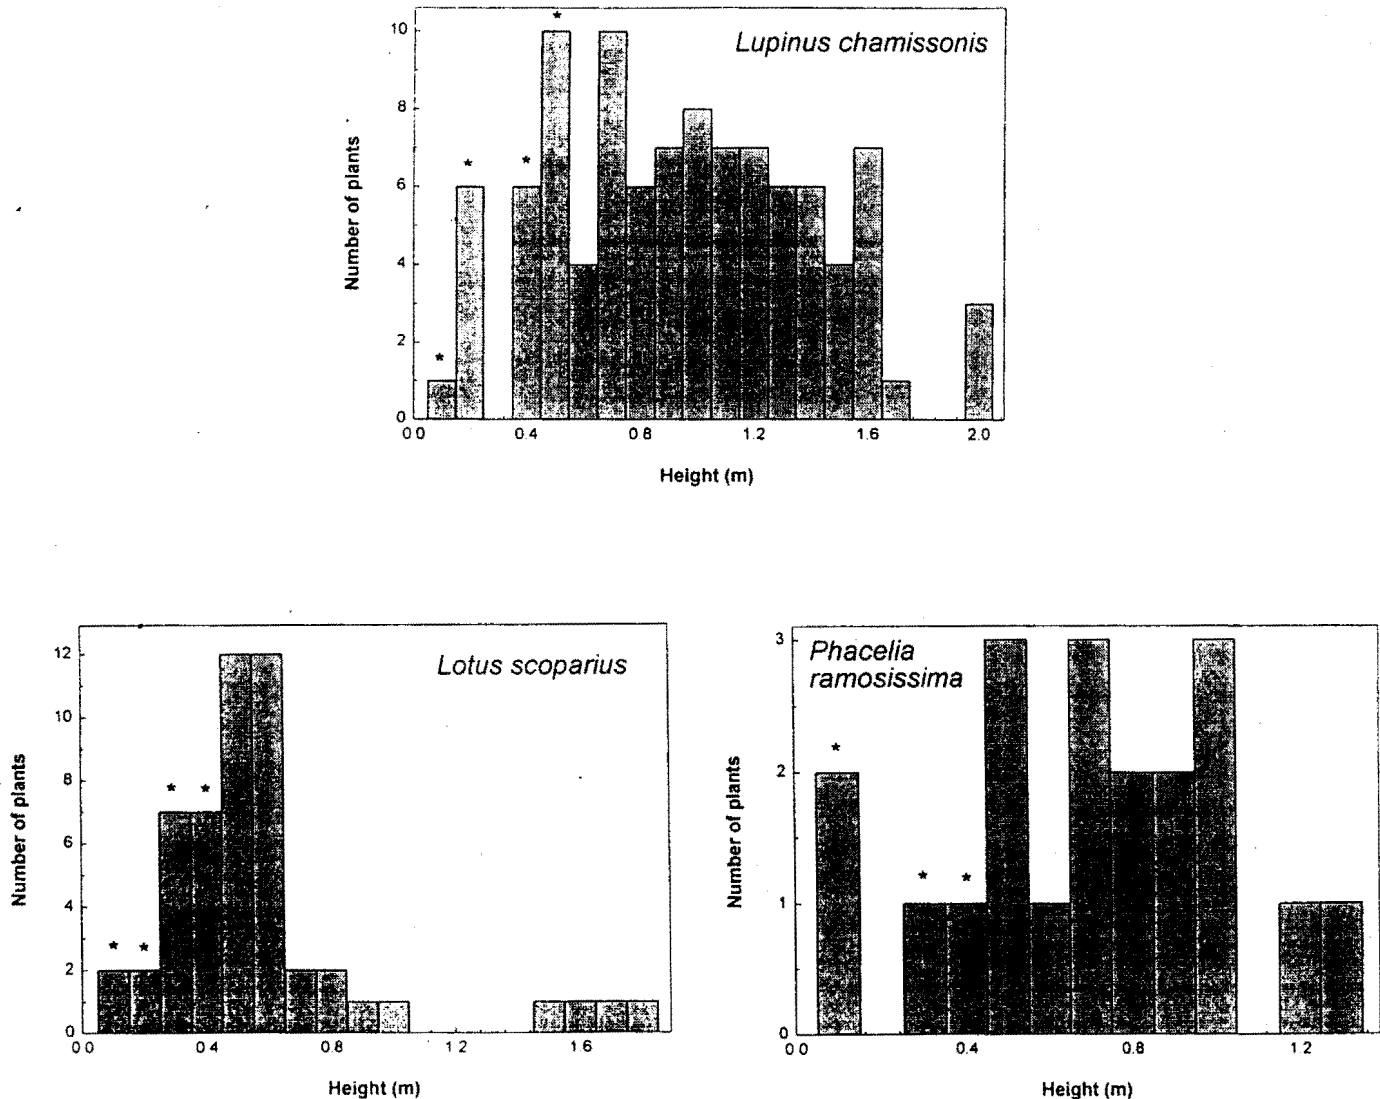 Lupinus chamissonis
Number of plants
10
8
6
4
2
0
* * * *
0.0 0.4 0.8 1.2 1.6 2.0
Height (m)
Lotus scoparius
Number of plants
12
10
8
6
4
2
0
* * * *
0.0 0.4 0.8 1.2 1.6
Height (m)
Phacelia
ramosissima
Number of plants
3
2
1
0
* * *
0.0 0.4 0.8 1.2
Height (m)